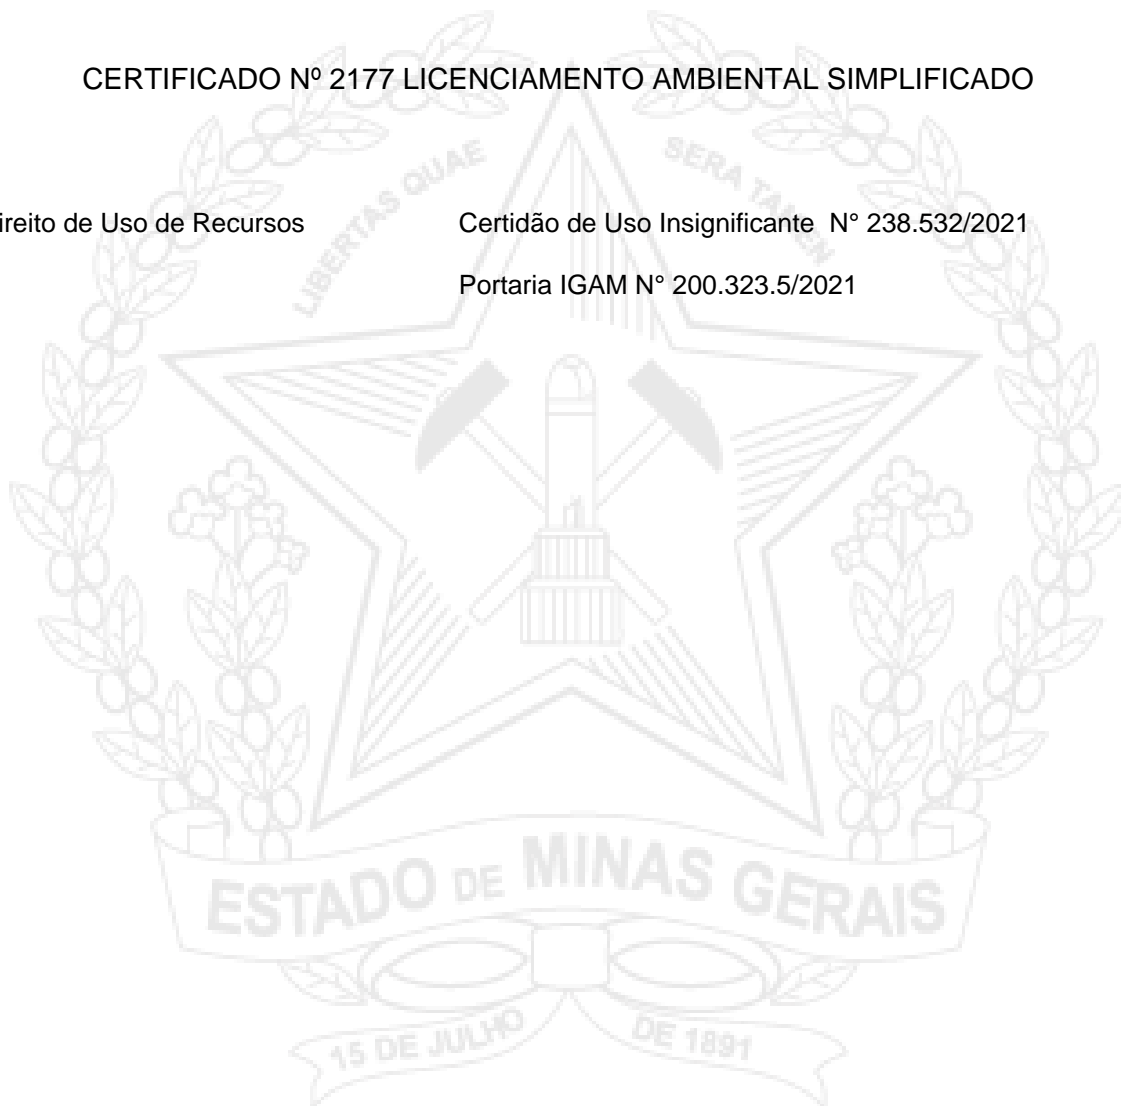 CERTIFICADO Nº 2177 LICENCIAMENTO AMBIENTAL SIMPLIFICADO
LIBERTAS QUAE SERA TAMEN
ireito de Uso de Recursos Certidão de Uso Insignificante N° 238.532/2021
Portaria IGAM N° 200.323.5/2021
ESTADO DE MINAS GERAIS
15 DE JULHO DE 1891